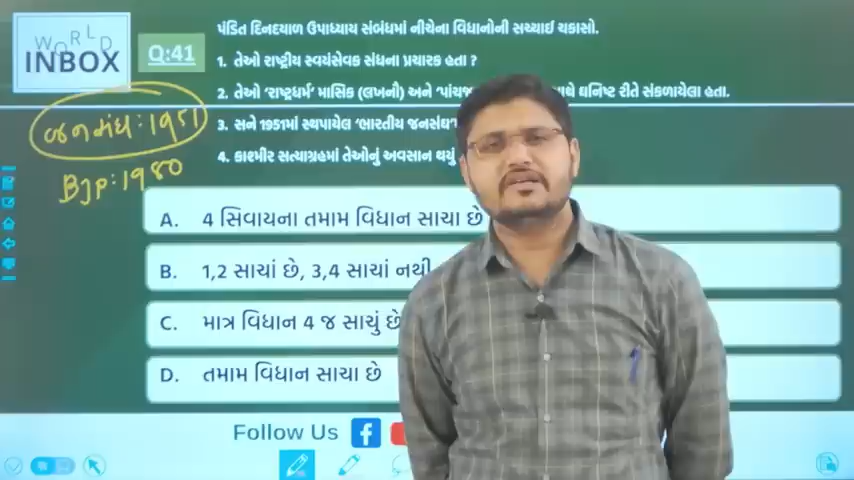 WORLD
INBOX
Q:41
પંડિત દિનદયાળ ઉપાધ્યાય સંબંધમાં નીચેના વિધાનોની સચ્ચાઈ ચકાસો.
1. તેઓ રાષ્ટ્રીય સ્વયંસેવક સંઘના પ્રચારક હતા ?
2. તેઓ 'રાષ્ટ્રધર્મ' માસિક (લખનૌ) અને ઘનિષ્ટ રીતે સંકળાયેલા હતા.
3. સને 1951માં સ્થપાયેલ 'ભારતીય જનસંઘ'
4. કાશ્મીર સત્યાગ્રહમાં તેઓનું અવસાન થયું
જનસંઘ : 1951
BJP : 1980
A. 4 સિવાયના તમામ વિધાન સાચા છે
B. 1,2 સાચાં છે, 3,4 સાચાં નથી
C. માત્ર વિધાન 4 જ સાચું છે
D. તમામ વિધાન સાચા છે
Follow Us